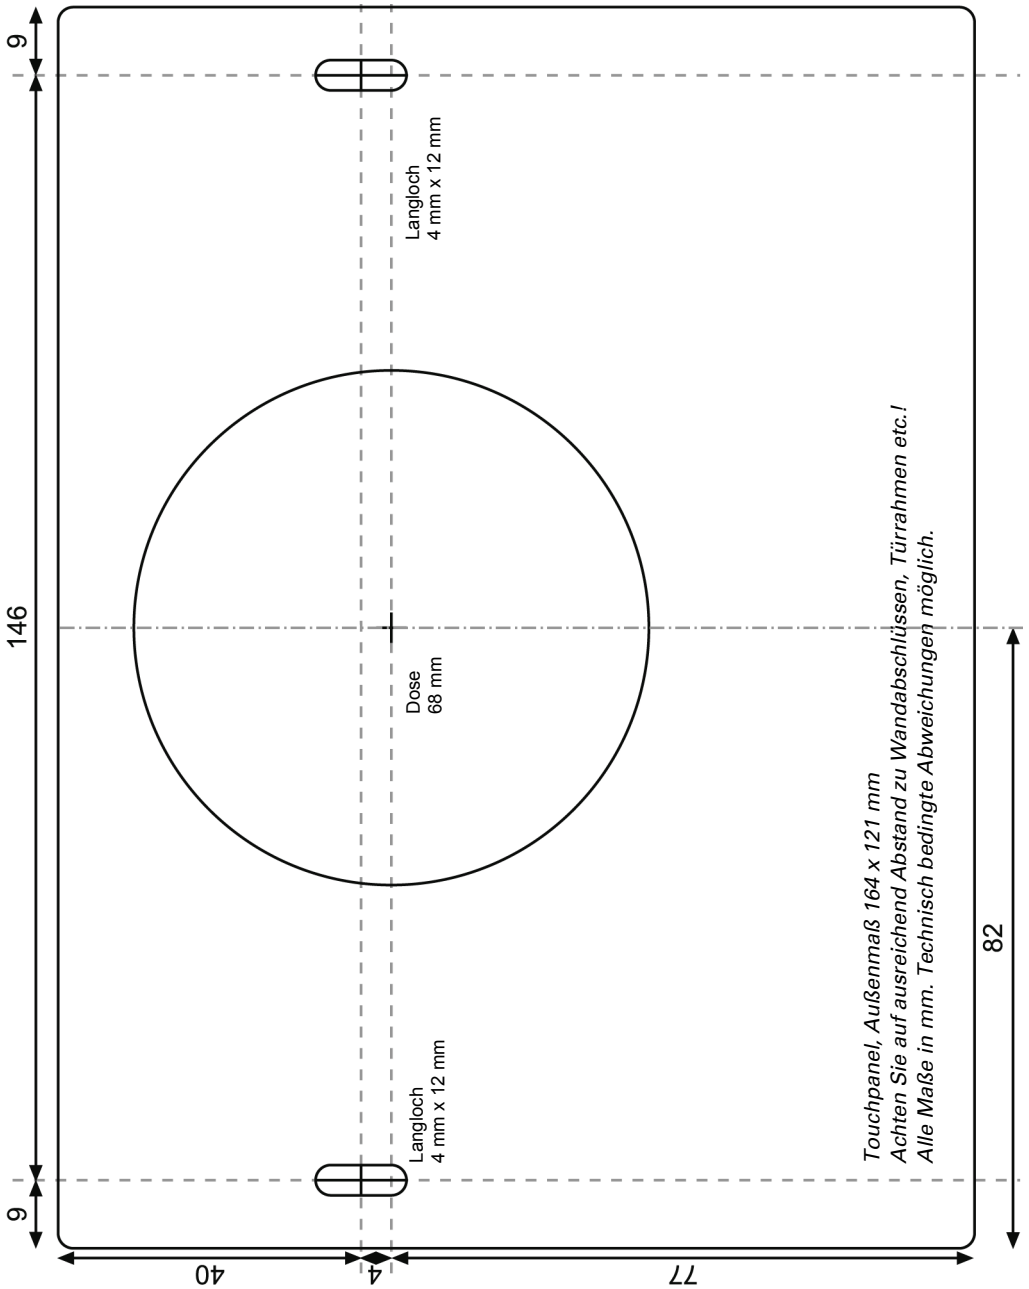 9
146
9
Langloch
4 mm x 12 mm
Dose
68 mm
Langloch
4 mm x 12 mm
Touchpanel, Außenmaß 164 x 121 mm
Achten Sie auf ausreichend Abstand zu Wandabschlüssen, Türrahmen etc.!
Alle Maße in mm. Technisch bedingte Abweichungen möglich.
82
40
4
77